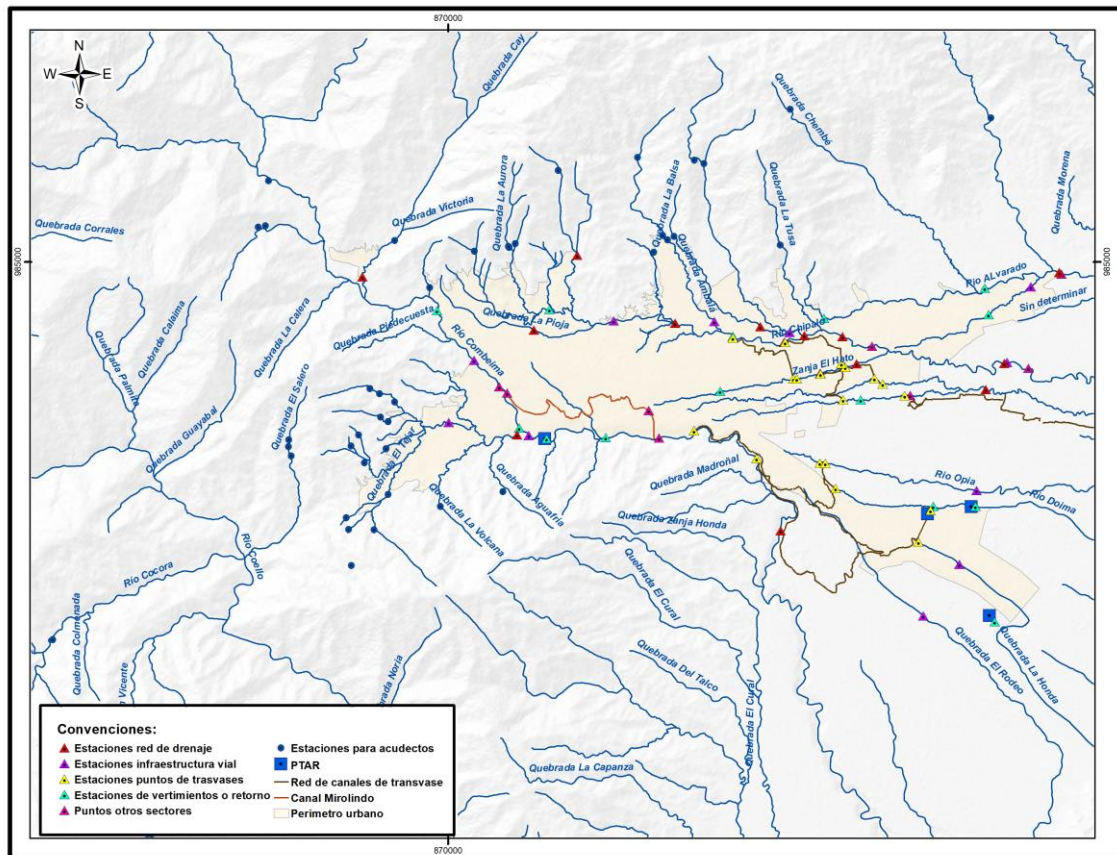 870000
N
W
E
S
Quebrada Cay
Quebrada Chembé
Quebrada La Aurora
Quebrada La Balsa
Quebrada La Tusa
Quebrada Morena
Quebrada Victoria
Quebrada Corrales
985000
985000
Quebrada Ambalá
Rio ALvarado
Sin determinar
Quebrada La Calera
Quebrada Piedecuesta
Quebrada La Pioja
Río Chipalo
Quebrada Calaima
Quebrada Palmita
Río Combeima
Zanja El Hato
Quebrada Guayabal
Quebrada El Salero
Quebrada El Tejar
Quebrada Madroñal
Río Opia
Río Doima
Quebrada Aguafria
Quebrada La Volcana
Quebrada Zanja Honda
Río Coello
Río Cocora
Quebrada El Cural
Quebrada Colmenada
Quebrada Del Talco
Quebrada El Rodeo
Quebrada La Honda
n Vicente
brada Noria
Quebrada El Cural
Quebrada La Capanza
Convenciones:
Estaciones red de drenaje
Estaciones infraestructura vial
Estaciones puntos de trasvases
Estaciones de vertimientos o retorno
Puntos otros sectores
Estaciones para acudectos
PTAR
Red de canales de transvase
Canal Mirolindo
Perimetro urbano
870000